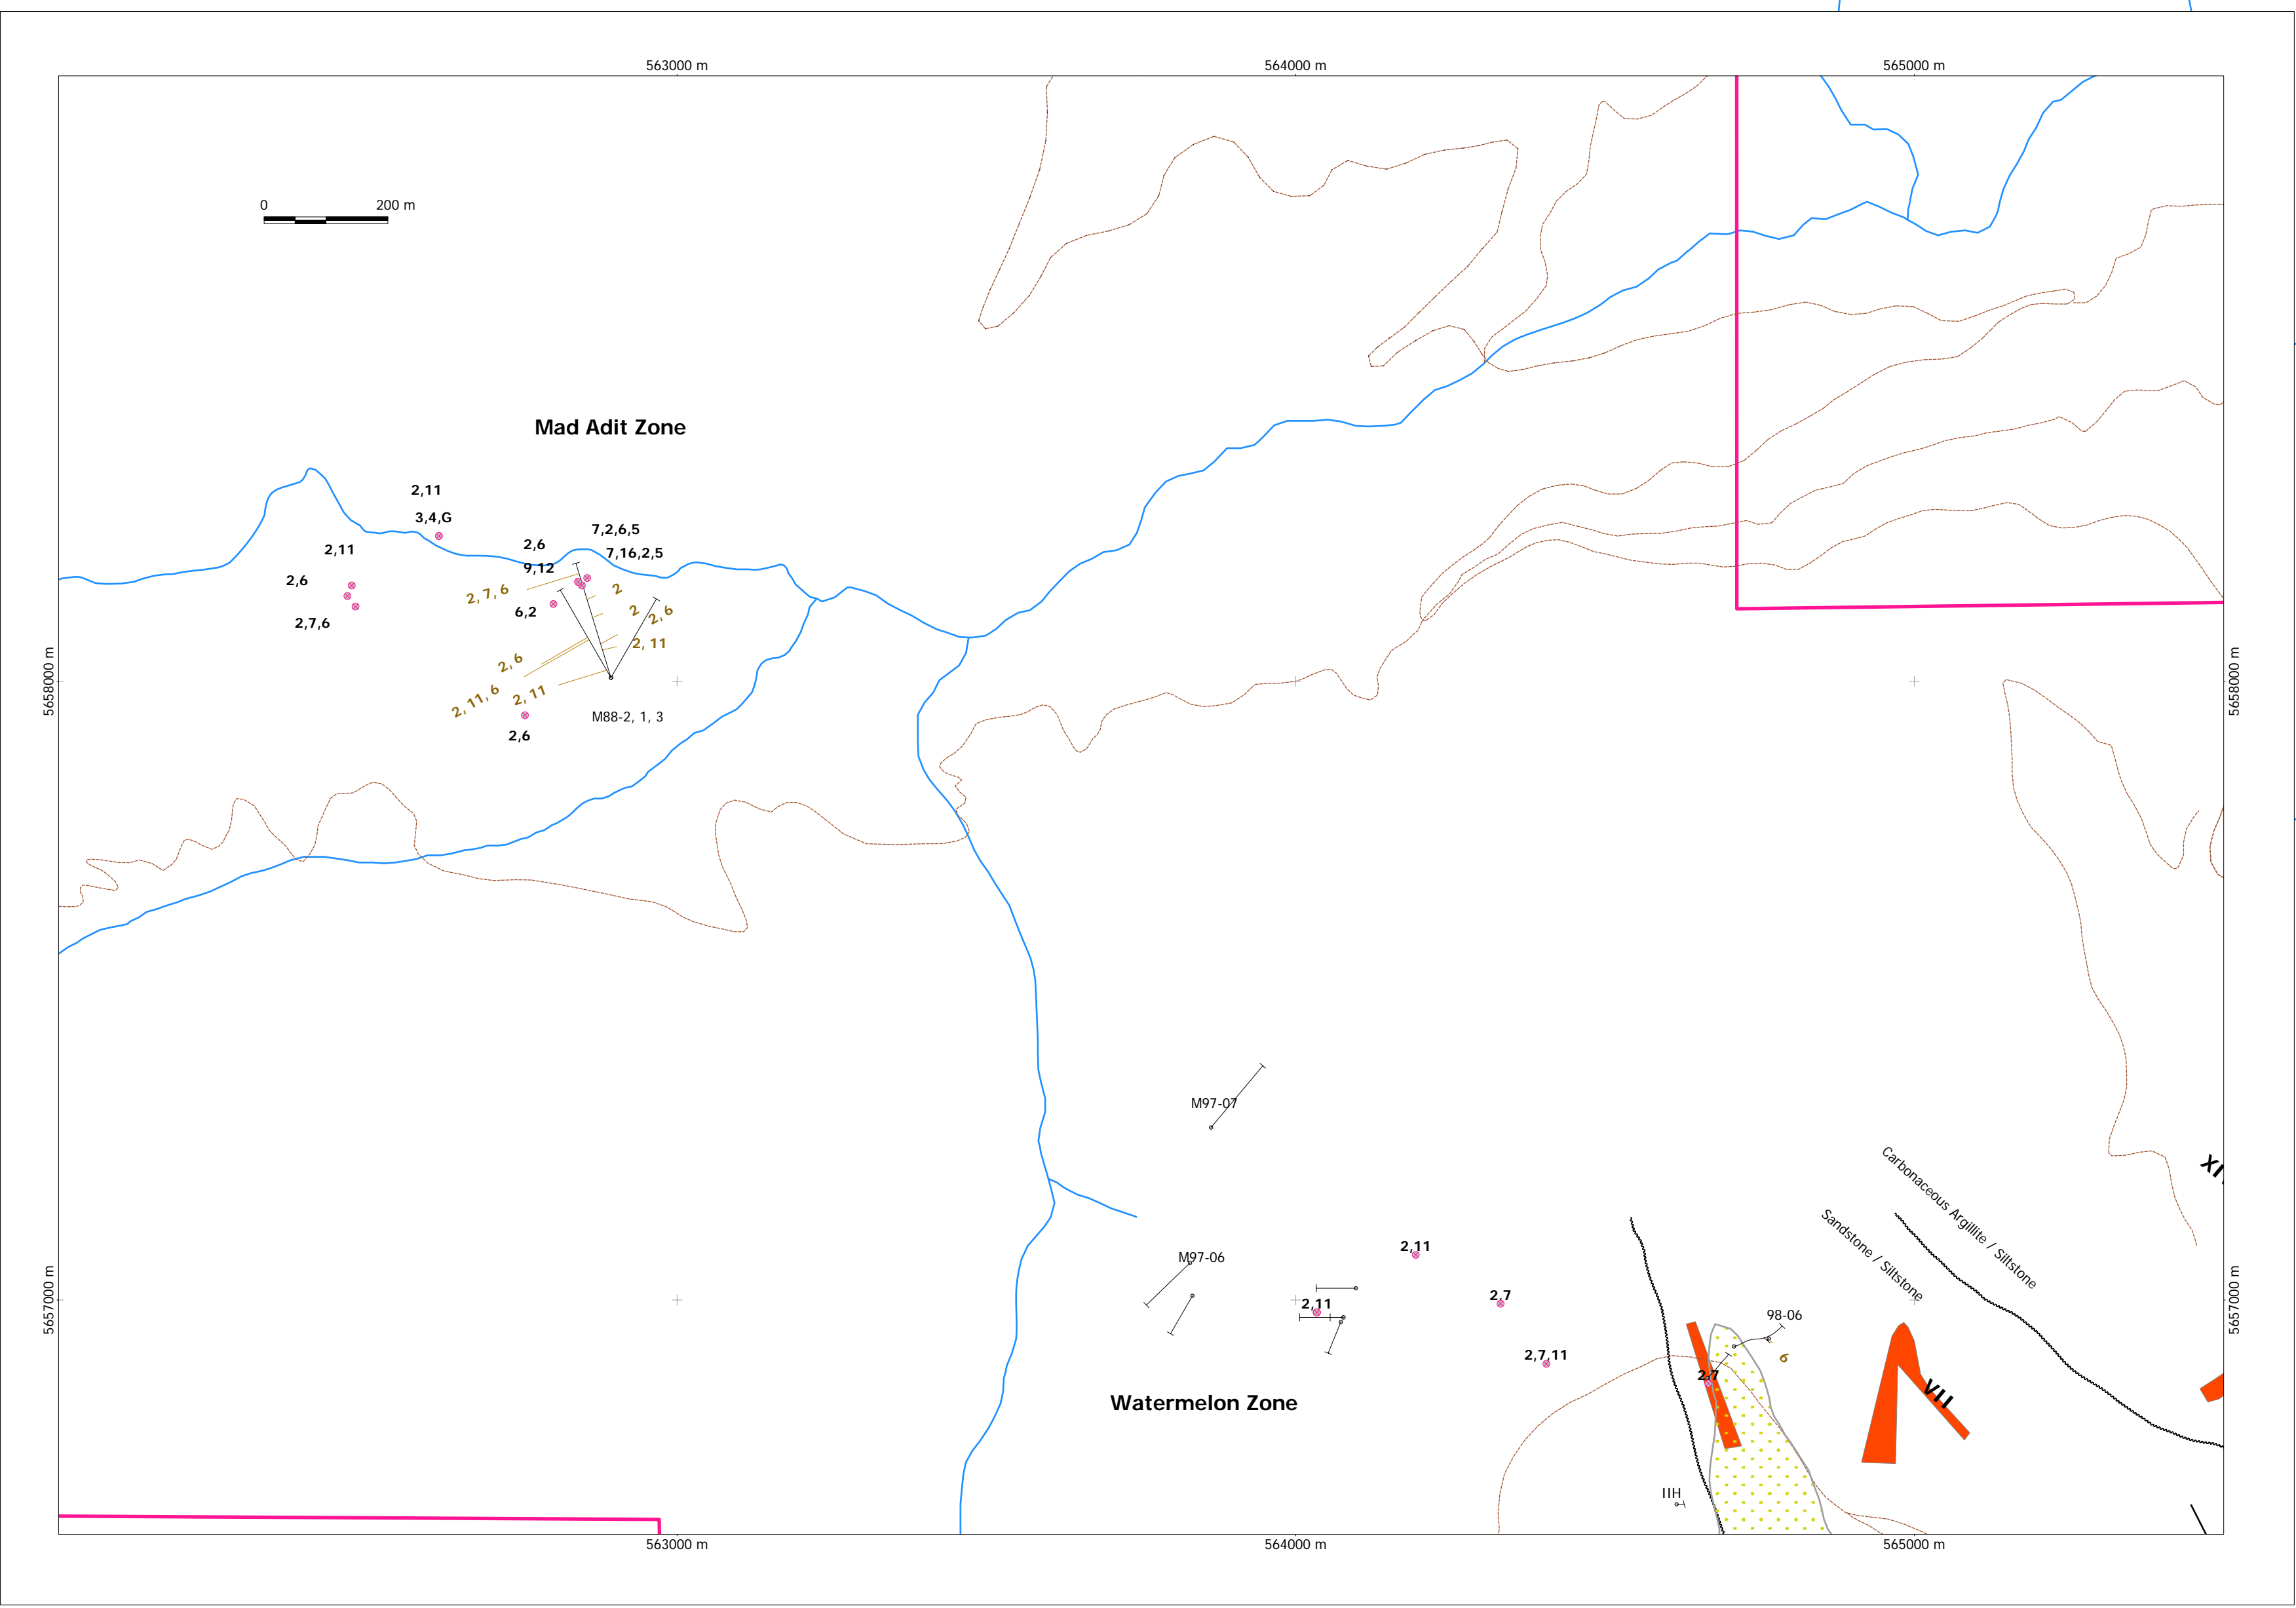 563000 m
564000 m
565000 m
0
200 m
Mad Adit Zone
2,11
3,4,G
7,2,6,5
2,6
7,16,2,5
2,11
9,12
2,6
2, 7, 6
2
6,2
2
2, 6
2,7,6
2, 11
2, 6
2, 11, 6
2, 11
M88-2, 1, 3
2,6
5658000 m
5658000 m
M97-07
Carbonaceous Argillite / Siltstone
Sandstone / Siltstone
2,11
M97-06
2,7
2,11
98-06
5657000 m
5657000 m
2,7,11
6
2,7
VII
Watermelon Zone
IIH
563000 m
564000 m
565000 m